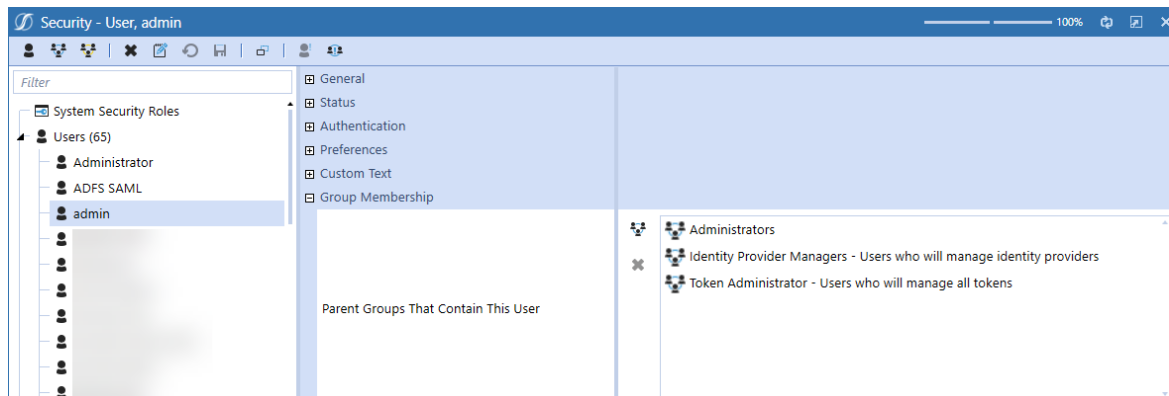 Security - User, admin
100%
Filter
System Security Roles
Users (65)
Administrator
ADFS SAML
admin
General
Status
Authentication
Preferences
Custom Text
Group Membership
Parent Groups That Contain This User
Administrators
Identity Provider Managers - Users who will manage identity providers
Token Administrator - Users who will manage all tokens